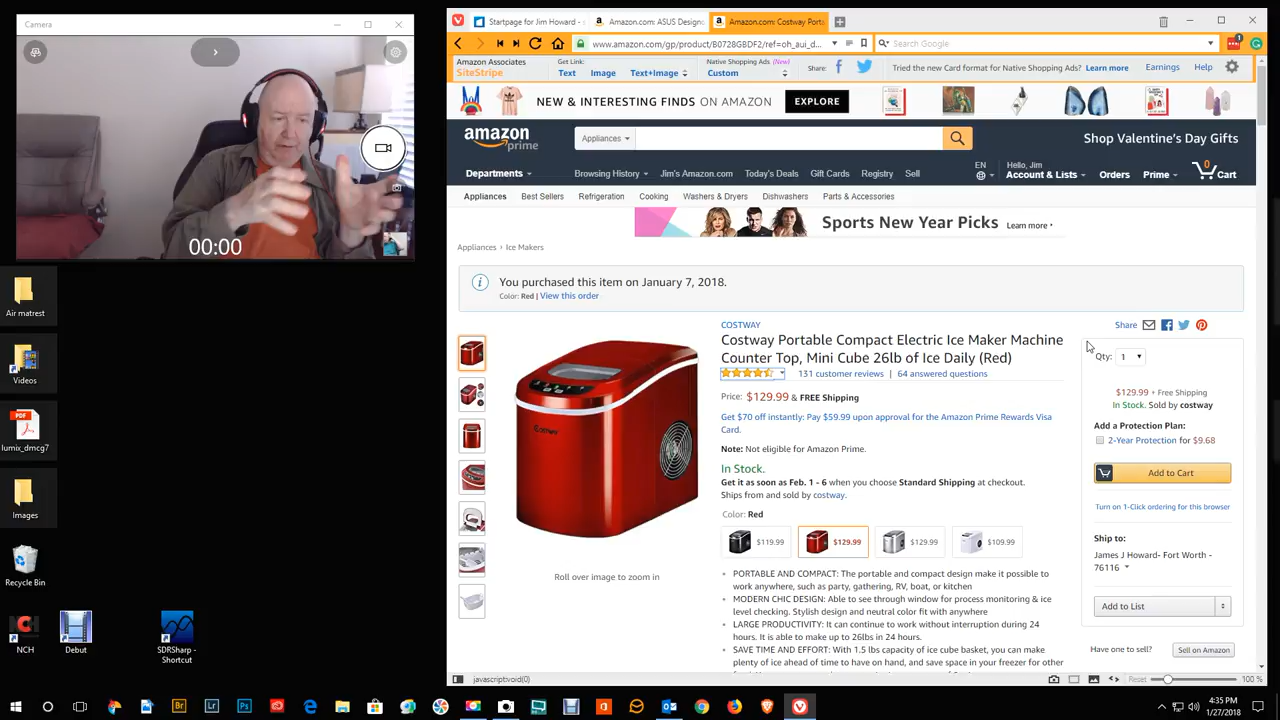 Camera
00:00
Air matrest
Videos
lumix_dmcg7
Images
Recycle Bin
NCH
Debut
SDRSharp - Shortcut
Startpage for Jim Howard - s
Amazon.com: ASUS Designo
Amazon.com: Costway Porta
www.amazon.com/gp/product/B0728GBDF2/ref=oh_aui_d...
Search Google
Amazon Associates
SiteStripe
Get Link:
Text Image Text+Image
Native Shopping Ads (New)
Custom
Share:
Tried the new Card format for Native Shopping Ads? Learn more
Earnings Help
NEW & INTERESTING FINDS ON AMAZON EXPLORE
amazon
prime
Appliances
Shop Valentine's Day Gifts
Departments
Browsing History Jim's Amazon.com Today's Deals Gift Cards Registry Sell
EN
Hello, Jim
Account & Lists Orders Prime
0
Cart
Appliances Best Sellers Refrigeration Cooking Washers & Dryers Dishwashers Parts & Accessories
Sports New Year Picks Learn more
Appliances › Ice Makers
You purchased this item on January 7, 2018.
Color: Red | View this order
COSTWAY
Costway Portable Compact Electric Ice Maker Machine
Counter Top, Mini Cube 26lb of Ice Daily (Red)
131 customer reviews | 64 answered questions
Price: $129.99 & FREE Shipping
Get $70 off instantly: Pay $59.99 upon approval for the Amazon Prime Rewards Visa
Card.
Note: Not eligible for Amazon Prime.
In Stock.
Get it as soon as Feb. 1 - 6 when you choose Standard Shipping at checkout.
Ships from and sold by costway.
Color: Red
$119.99 $129.99 $129.99 $109.99
Roll over image to zoom in
• PORTABLE AND COMPACT: The portable and compact design make it possible to
work anywhere, such as party, gathering, RV, boat, or kitchen
• MODERN CHIC DESIGN: Able to see through window for process monitoring & ice
level checking. Stylish design and neutral color fit with anywhere
• LARGE PRODUCTIVITY: It can continue to work without interruption during 24
hours. It is able to make up to 26lbs in 24 hours.
• SAVE TIME AND EFFORT: With 1.5 lbs capacity of ice cube basket, you can make
plenty of ice ahead of time to have on hand, and save space in your freezer for other
Share
Qty: 1
$129.99 + Free Shipping
In Stock. Sold by costway
Add a Protection Plan:
2-Year Protection for $9.68
Add to Cart
Turn on 1-Click ordering for this browser
Ship to:
James J Howard- Fort Worth -
76116
Add to List
Have one to sell? Sell on Amazon
javascript:void(0)
Reset 100 %
4:35 PM
1/27/2018